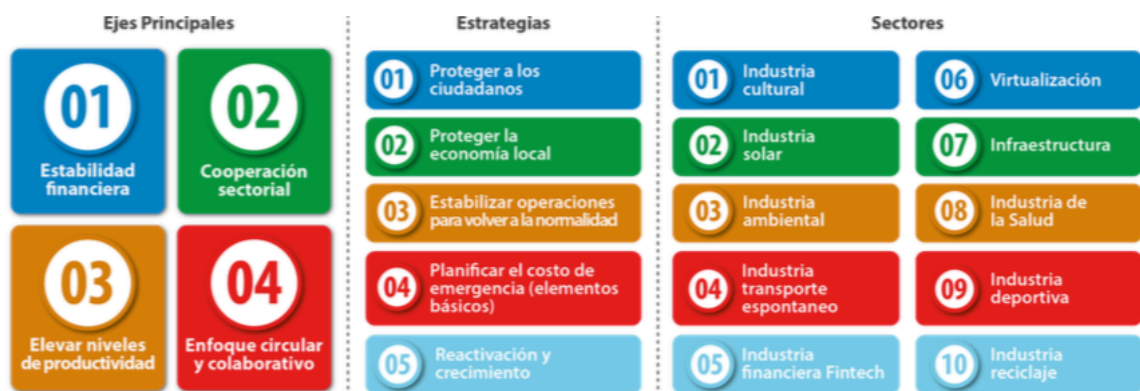 Ejes Principales
01
Estabilidad
financiera
02
Cooperación
sectorial
03
Elevar niveles
de productividad
04
Enfoque circular
y colaborativo
Estrategias
01
Proteger a los
ciudadanos
02
Proteger la
economía local
03
Estabilizar operaciones
para volver a la normalidad
04
Planificar el costo de
emergencia (elementos
básicos)
05
Reactivación y
crecimiento
Sectores
01
Industria
cultural
02
Industria
solar
03
Industria
ambiental
04
Industria
transporte
espontaneo
05
Industria
financiera Fintech
06
Virtualización
07
Infraestructura
08
Industria de
la Salud
09
Industria
deportiva
10
Industria
reciclaje